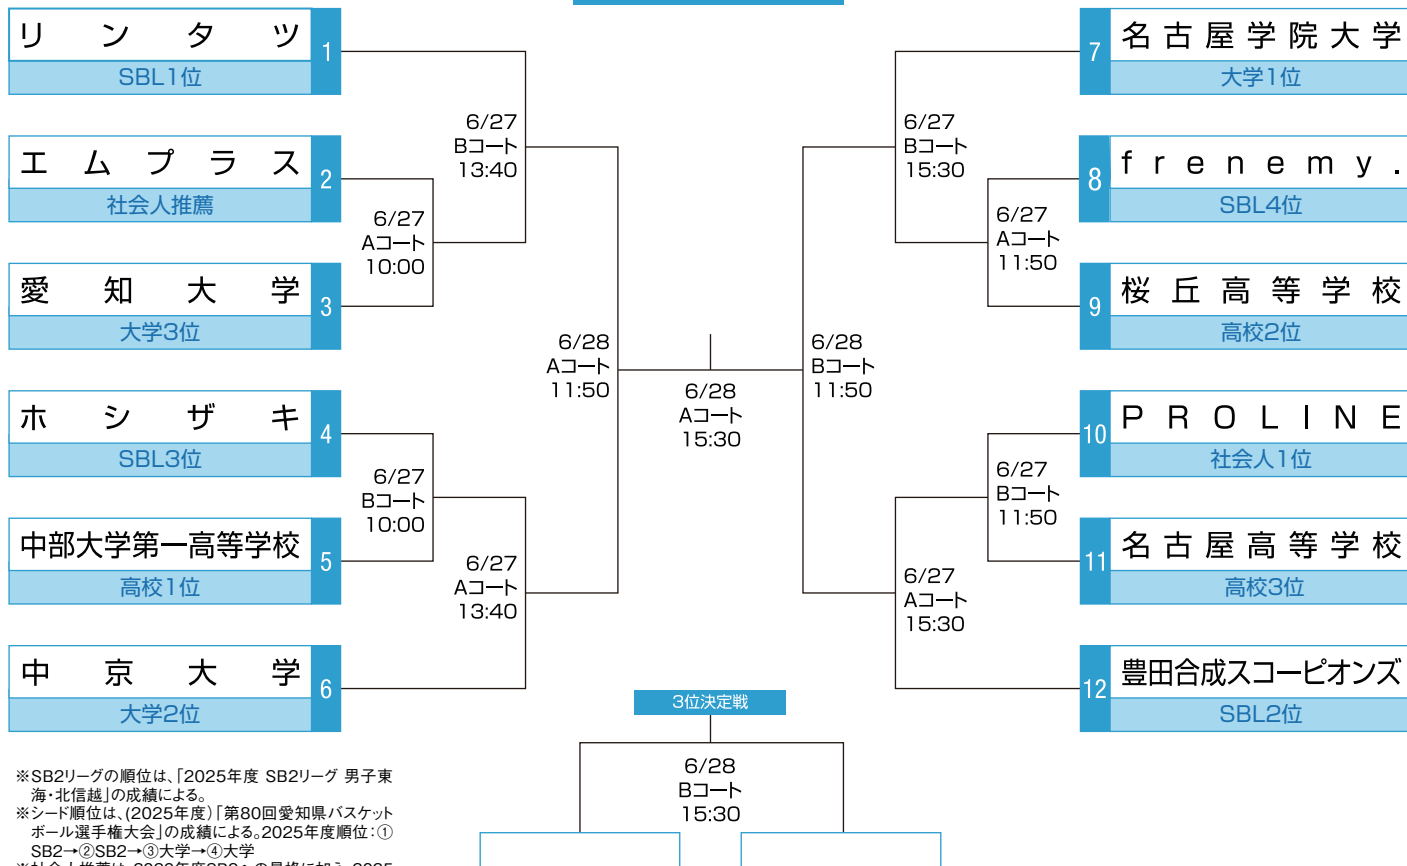 リンタツ
1
SBL1位
エムプラス
2
社会人推薦
愛知大学
3
大学3位
ホシザキ
4
SBL3位
中部大学第一高等学校
5
高校1位
中京大学
6
大学2位
6/27
Aコート
10:00
6/27
Bコート
10:00
6/27
Bコート
13:40
6/27
Aコート
13:40
6/28
Aコート
11:50
6/28
Aコート
15:30
6/28
Bコート
11:50
6/27
Bコート
15:30
6/27
Aコート
15:30
6/27
Aコート
11:50
6/27
Bコート
11:50
7
名古屋学院大学
大学1位
8
frenemy.
SBL4位
9
桜丘高等学校
高校2位
10
PROLINE
社会人1位
11
名古屋高等学校
高校3位
12
豊田合成スコーピオンズ
SBL2位
3位決定戦
6/28
Bコート
15:30
※SB2リーグの順位は、「2025年度 SB2リーグ 男子東
海・北信越」の成績による。
※シード順位は、(2025年度)「第80回愛知県バスケット
ボール選手権大会」の成績による。2025年度順位：①
SB2→②SB2→③大学→④大学